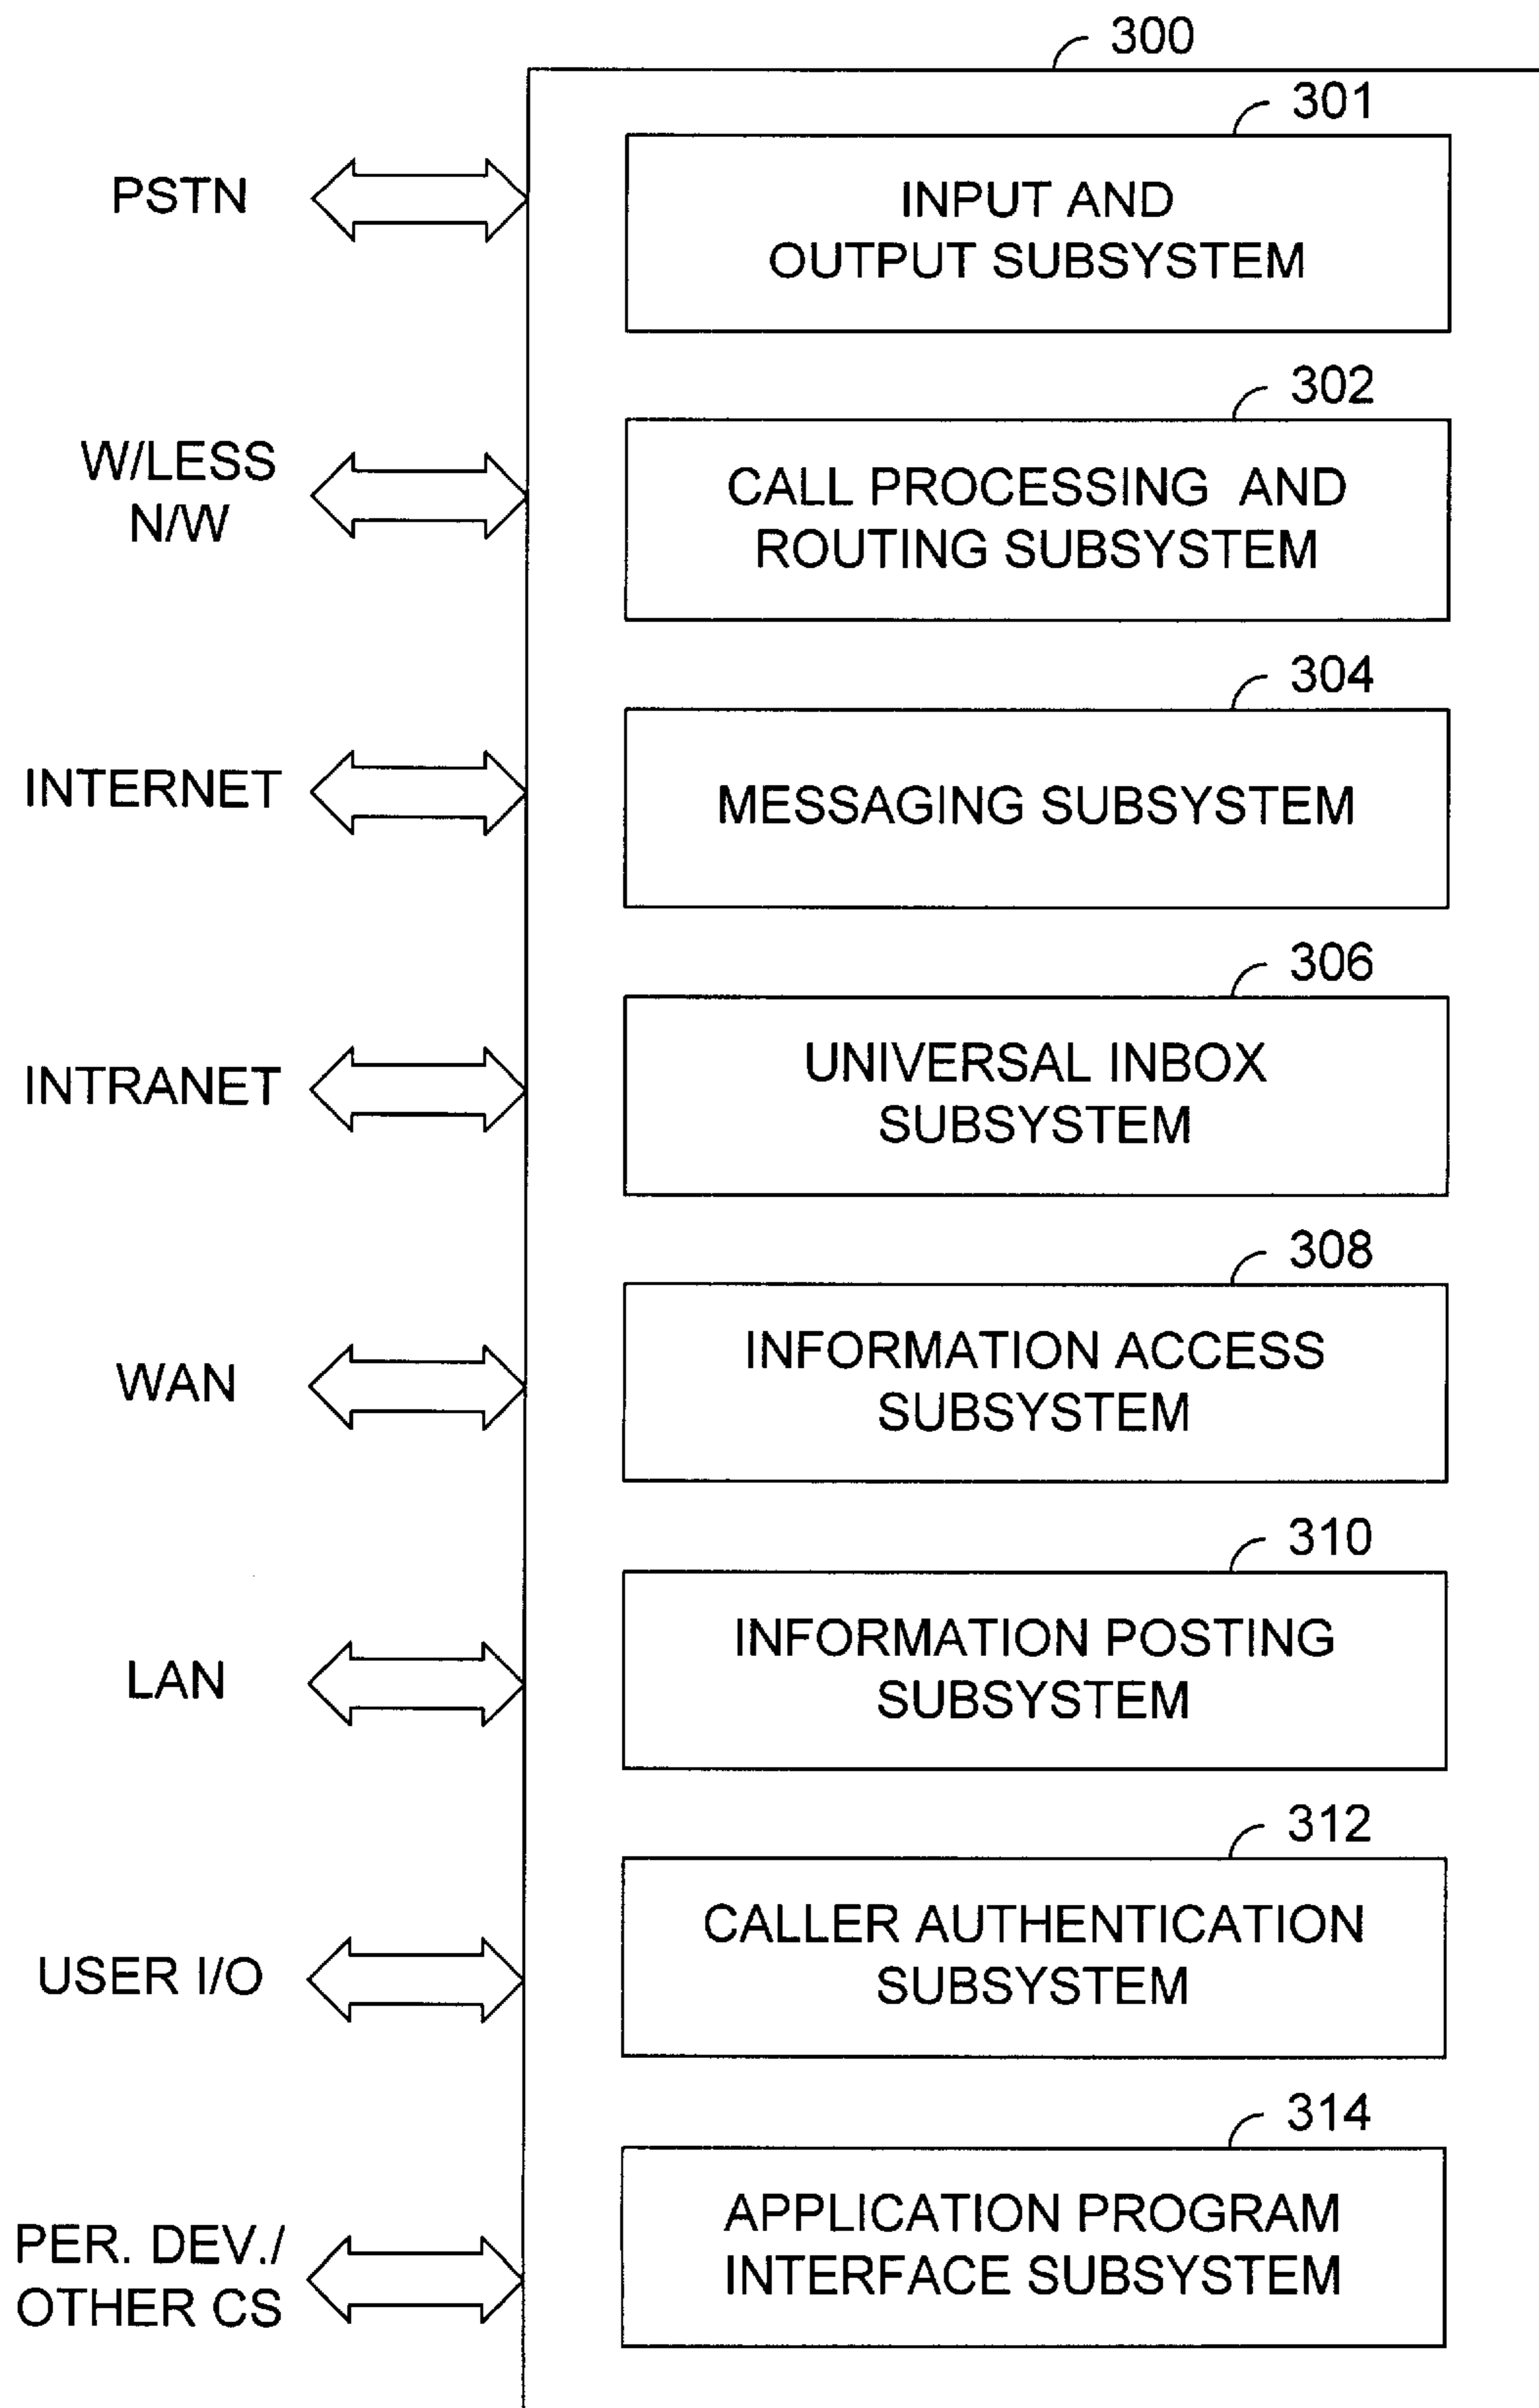 300
301
PSTN
INPUT AND
OUTPUT SUBSYSTEM
302
W/LESS
N/W
CALL PROCESSING AND
ROUTING SUBSYSTEM
304
INTERNET
MESSAGING SUBSYSTEM
306
INTRANET
UNIVERSAL INBOX
SUBSYSTEM
308
WAN
INFORMATION ACCESS
SUBSYSTEM
310
LAN
INFORMATION POSTING
SUBSYSTEM
312
USER I/O
CALLER AUTHENTICATION
SUBSYSTEM
314
PER. DEV./
OTHER CS
APPLICATION PROGRAM
INTERFACE SUBSYSTEM